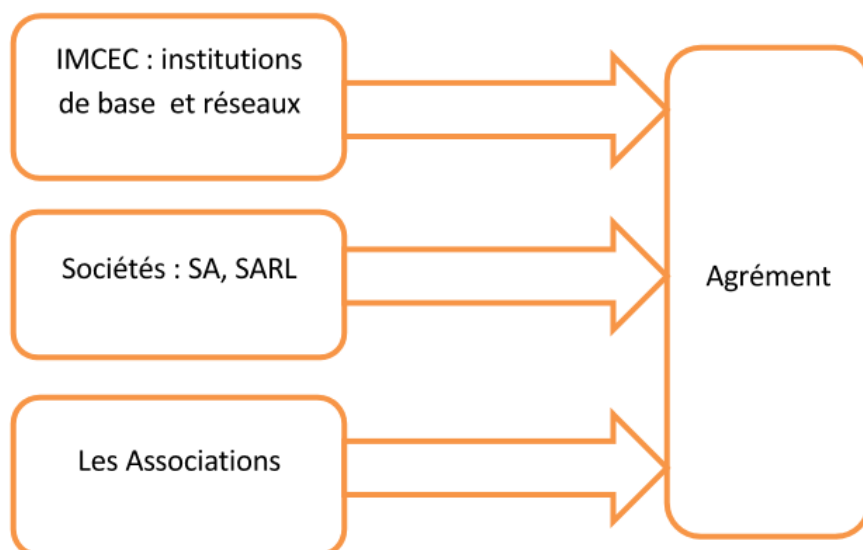 IMCEC : institutions
de base et réseaux
Sociétés : SA, SARL
Agrément
Les Associations